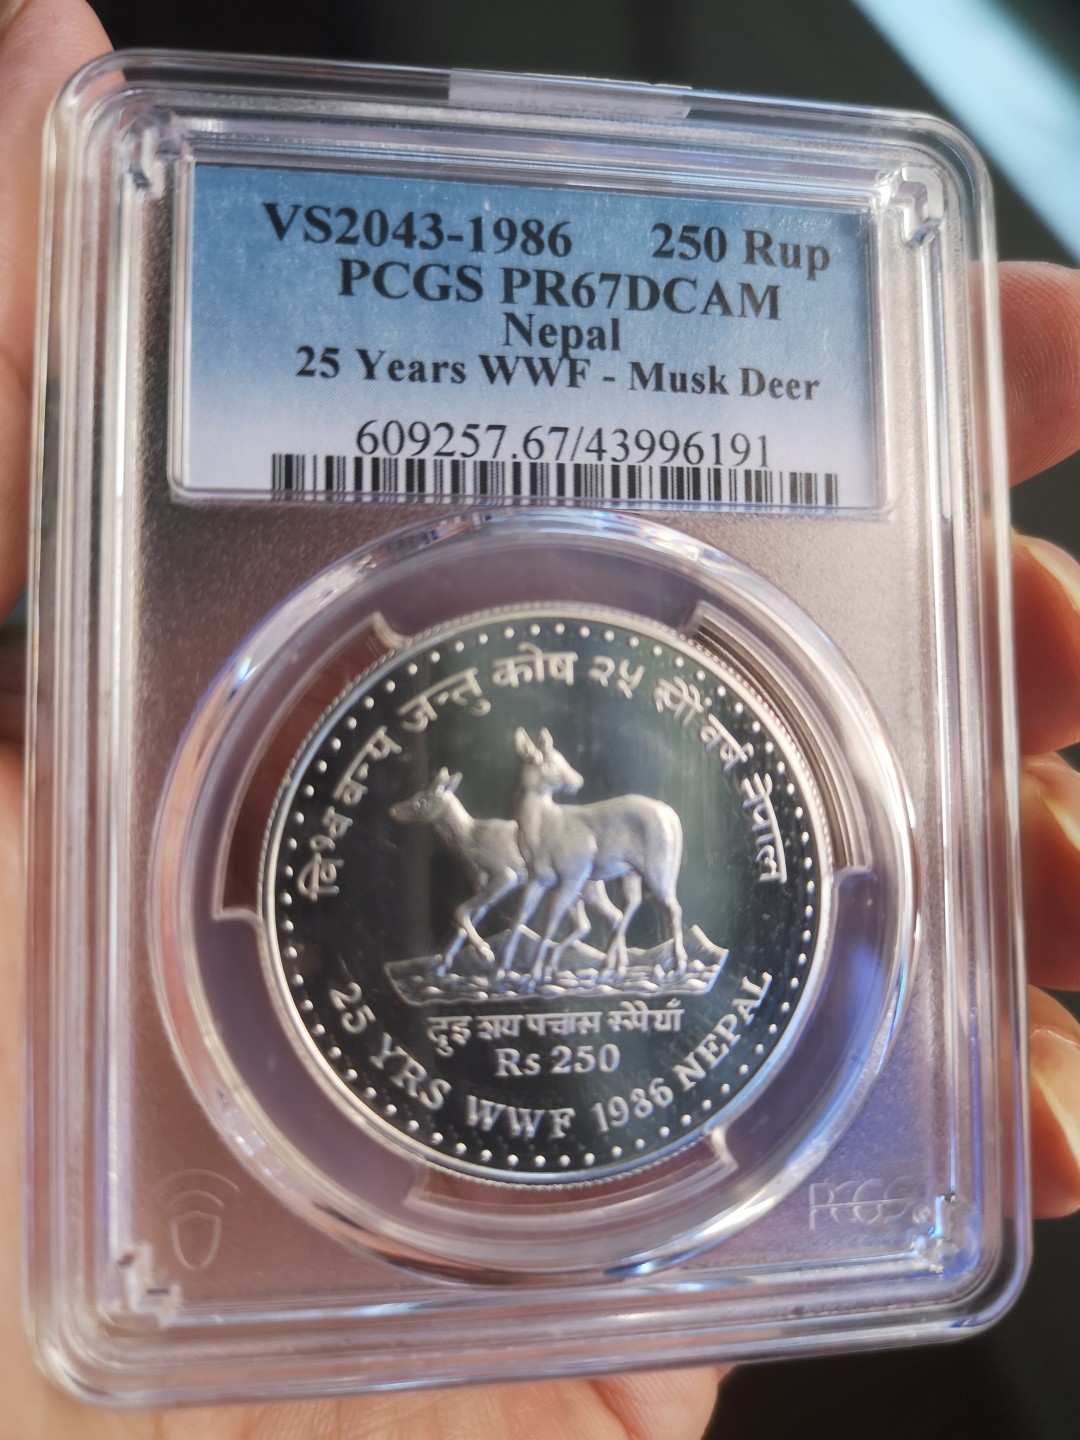 VS2043-1986 250 Rup
PCGS PR67DCAM
Nepal
25 Years WWF - Musk Deer
609257.67/43996191
विश्व वन्य जन्तु कोष २५ औं वर्ष नेपाल
दुइ शय पचास रूपैयाँ
Rs 250
25 YRS WWF 1986 NEPAL
PCGS